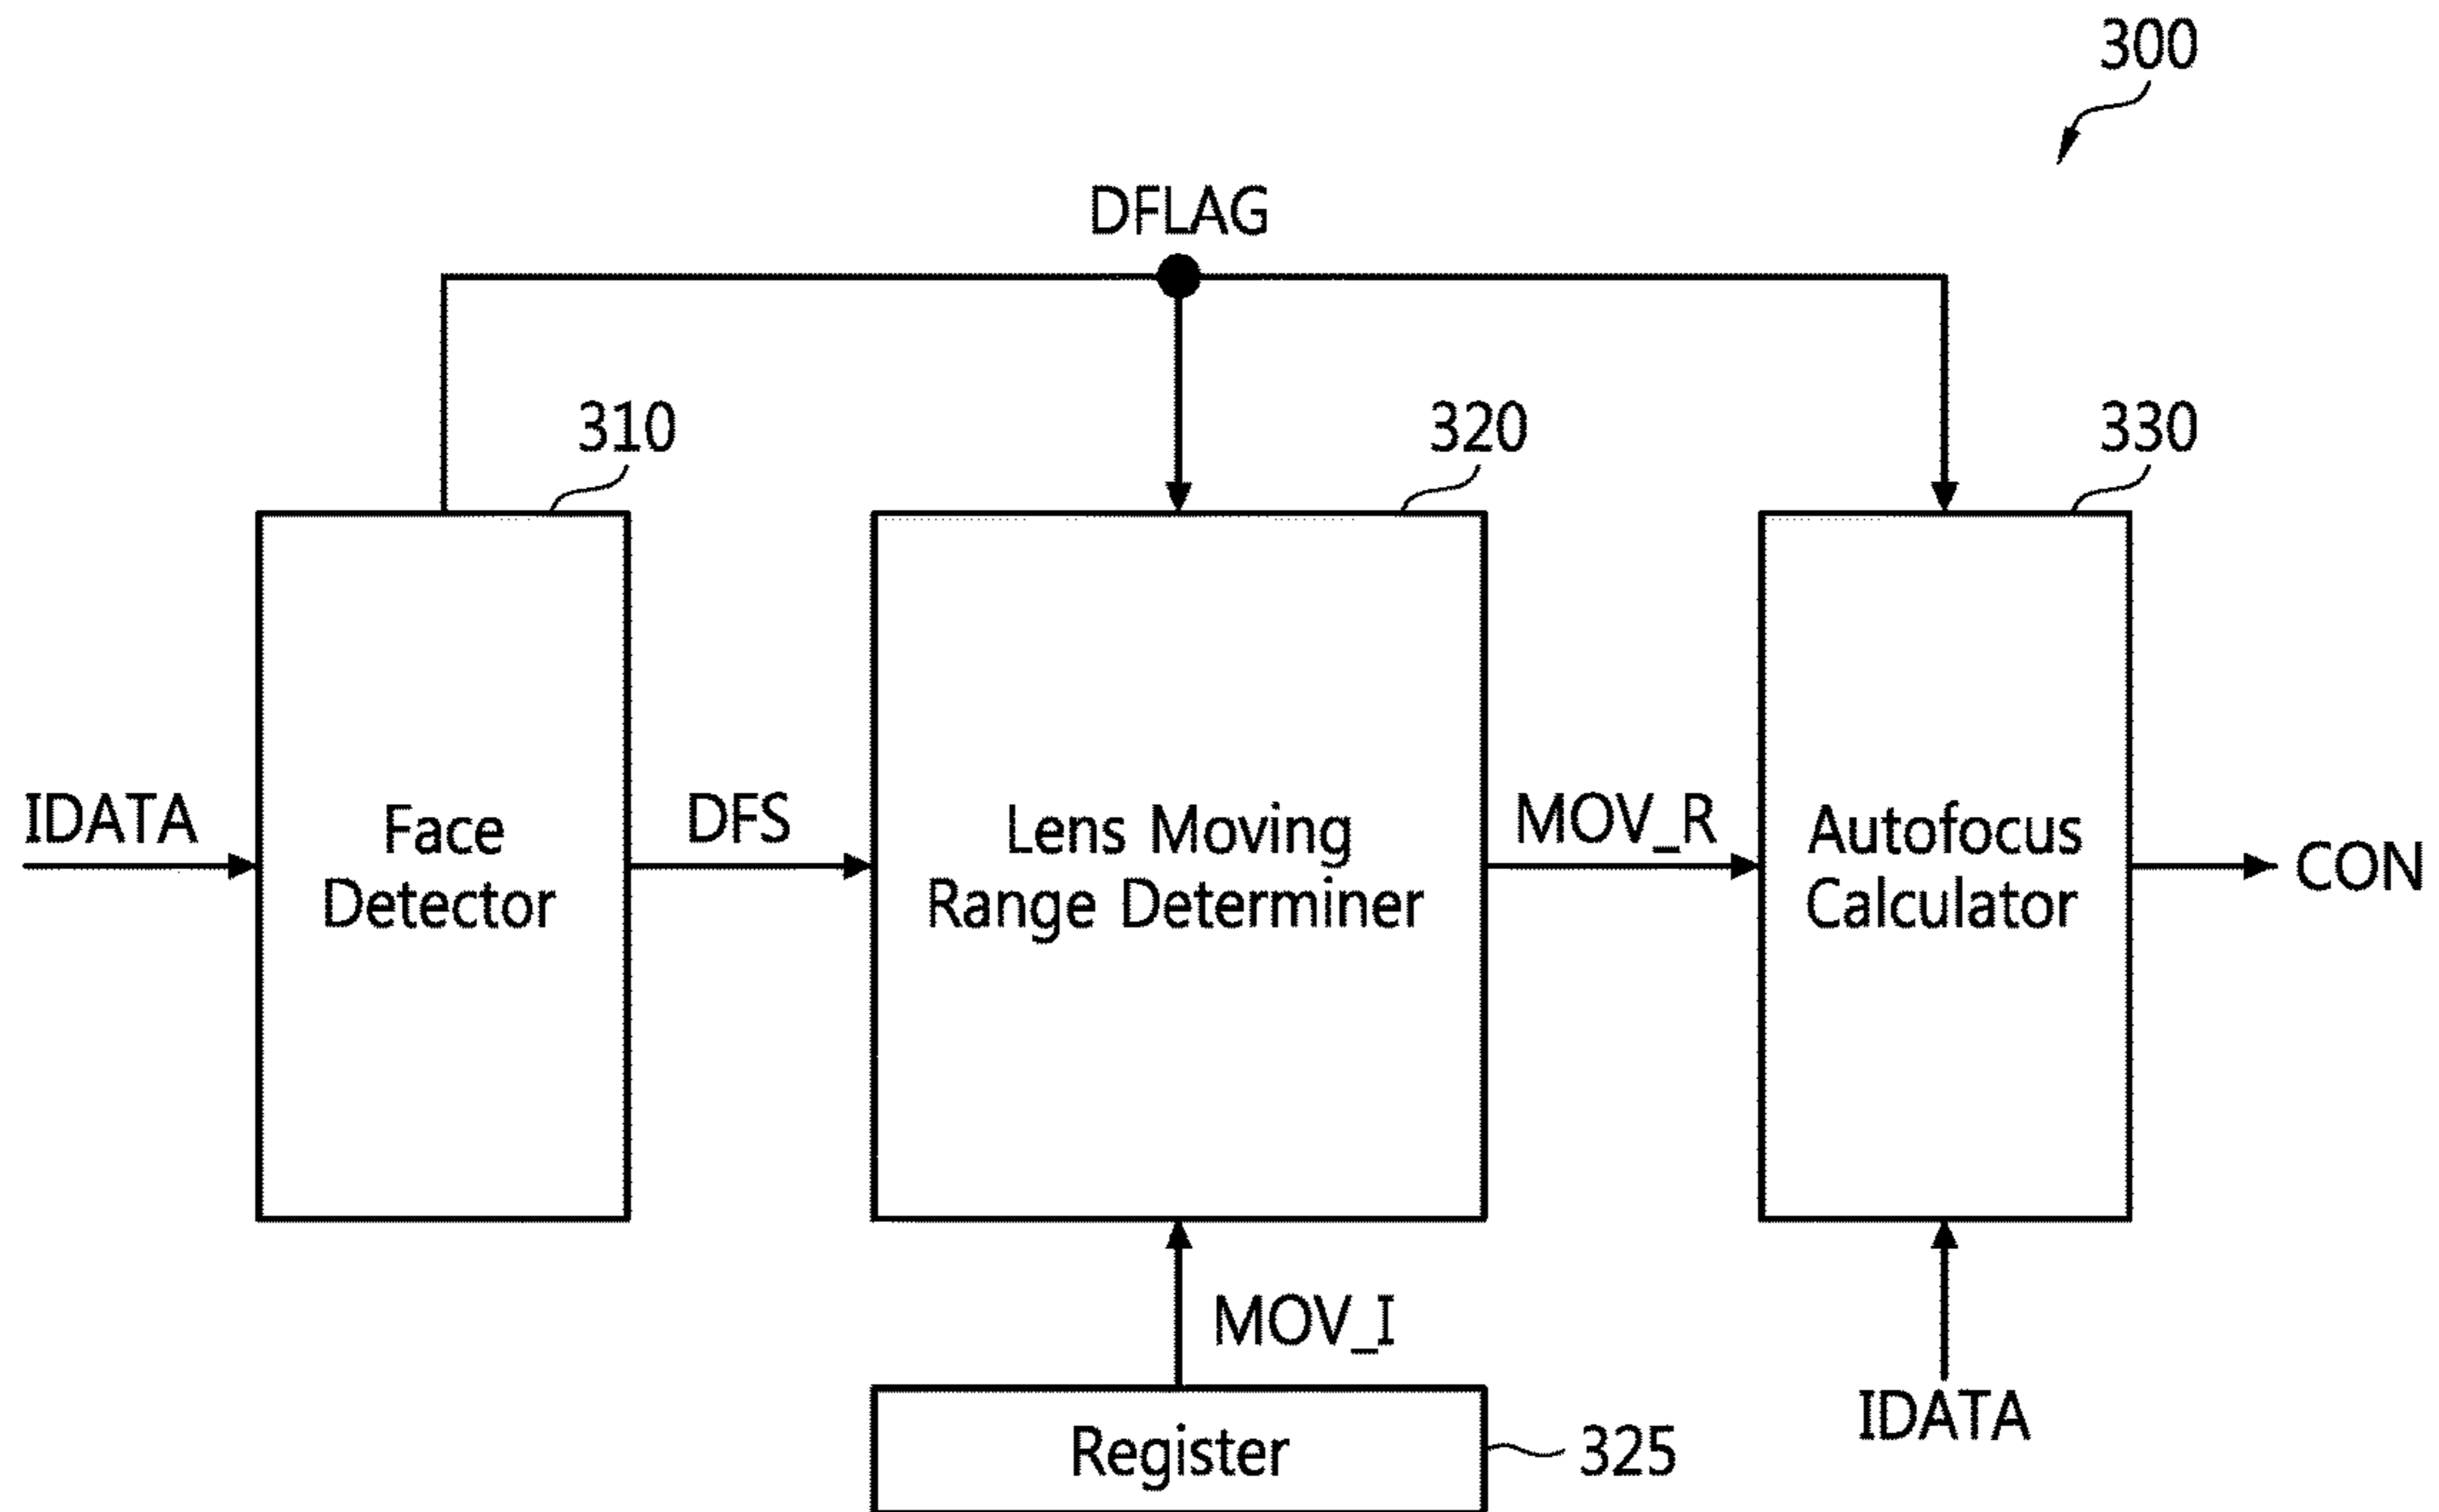 300
DFLAG
310
320
330
IDATA
DFS
MOV_R
CON
Face
Detector
Lens Moving
Range Determiner
Autofocus
Calculator
MOV_I
IDATA
Register
325